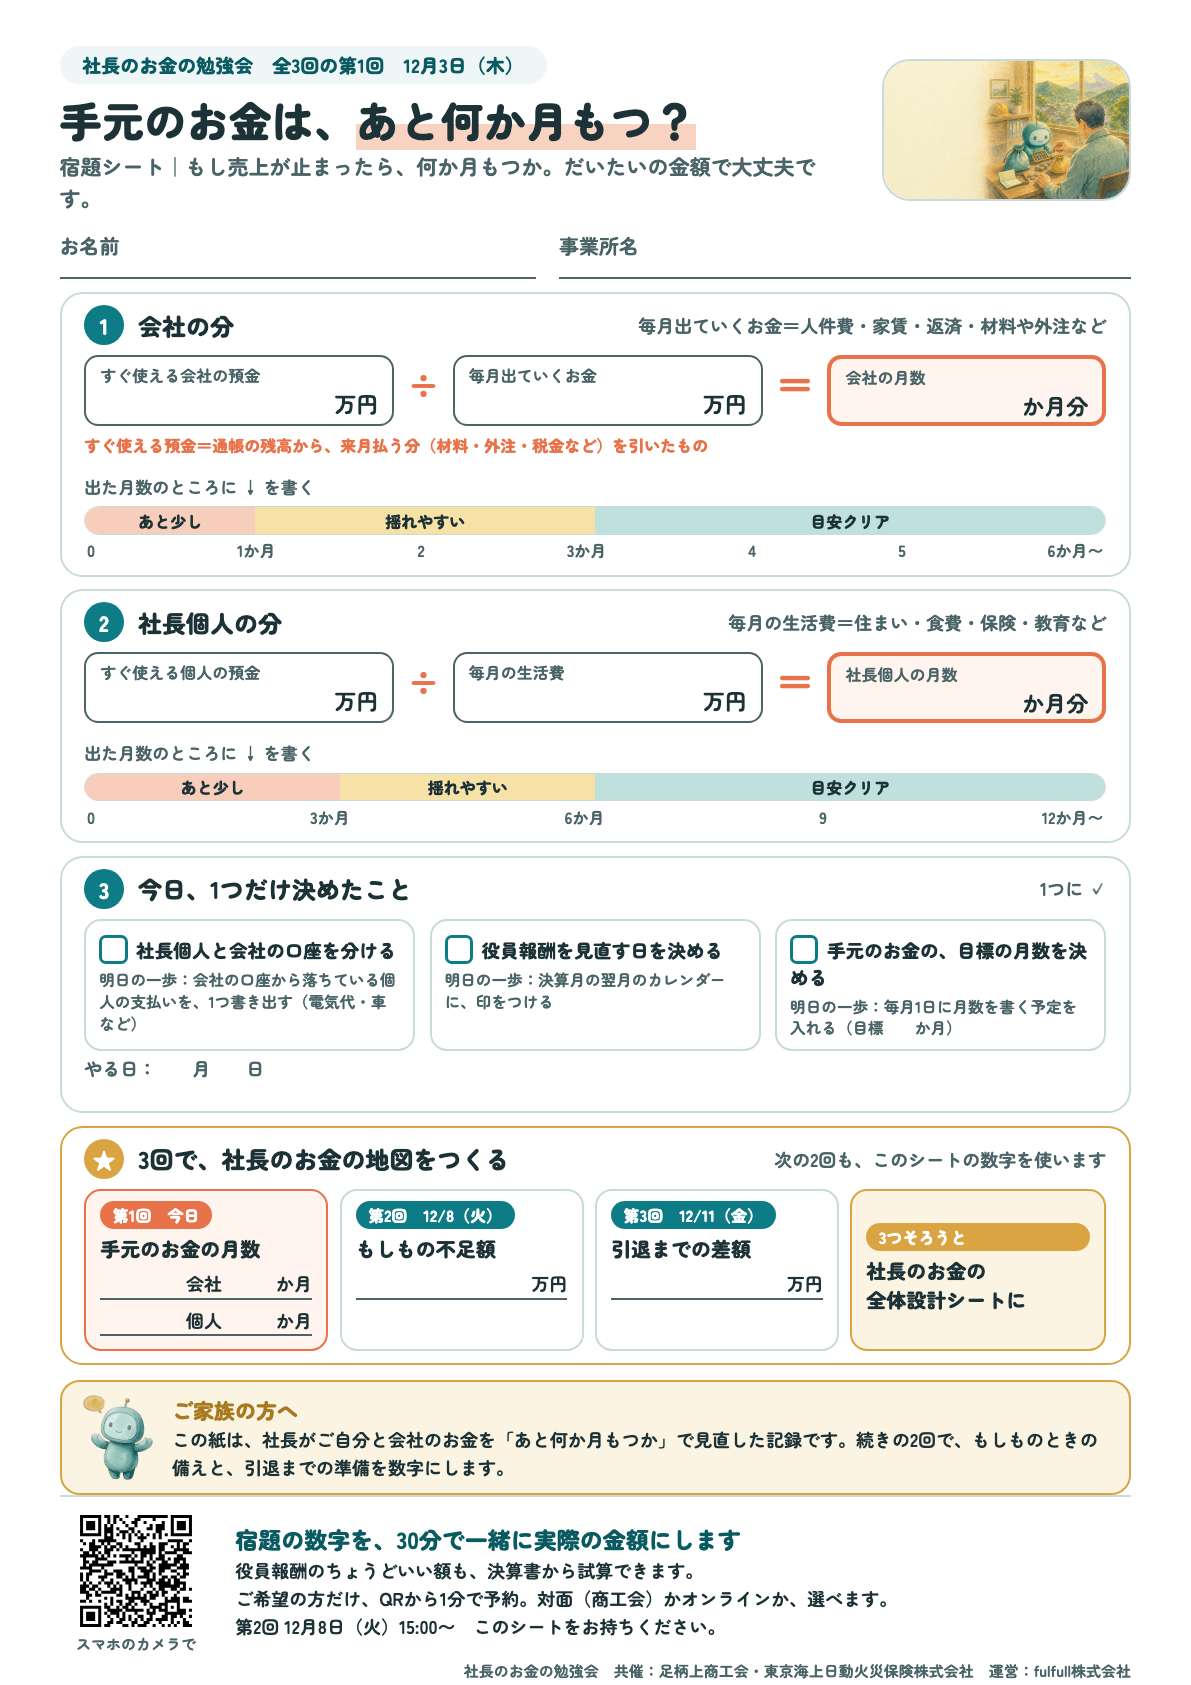 社長のお金の勉強会　全3回の第1回　12月3日（木）
手元のお金は、あと何か月もつ？
宿題シート｜もし売上が止まったら、何か月もつか。だいたいの金額で大丈夫で
す。
お名前
事業所名
1 会社の分
毎月出ていくお金＝人件費・家賃・返済・材料や外注など
すぐ使える会社の預金
万円
÷
毎月出ていくお金
万円
＝
会社の月数
か月分
すぐ使える預金＝通帳の残高から、来月払う分（材料・外注・税金など）を引いたもの
出た月数のところに ↓ を書く
あと少し 揺れやすい 目安クリア
0 1か月 2 3か月 4 5 6か月〜
2 社長個人の分
毎月の生活費＝住まい・食費・保険・教育など
すぐ使える個人の預金
万円
÷
毎月の生活費
万円
＝
社長個人の月数
か月分
出た月数のところに ↓ を書く
あと少し 揺れやすい 目安クリア
0 3か月 6か月 9 12か月〜
3 今日、1つだけ決めたこと
1つに ✓
社長個人と会社の口座を分ける
明日の一歩：会社の口座から落ちている個
人の支払いを、1つ書き出す（電気代・車
など）
役員報酬を見直す日を決める
明日の一歩：決算月の翌月のカレンダー
に、印をつける
手元のお金の、目標の月数を決
める
明日の一歩：毎月1日に月数を書く予定を
入れる（目標　　か月）
やる日：　　月　　日
★ 3回で、社長のお金の地図をつくる
次の2回も、このシートの数字を使います
第1回　今日
手元のお金の月数
会社　　か月
個人　　か月
第2回　12/8（火）
もしもの不足額
万円
第3回　12/11（金）
引退までの差額
万円
3つそろうと
社長のお金の
全体設計シートに
ご家族の方へ
この紙は、社長がご自分と会社のお金を「あと何か月もつか」で見直した記録です。続きの2回で、もしものときの
備えと、引退までの準備を数字にします。
宿題の数字を、30分で一緒に実際の金額にします
役員報酬のちょうどいい額も、決算書から試算できます。
ご希望の方だけ、QRから1分で予約。対面（商工会）かオンラインか、選べます。
第2回 12月8日（火）15:00〜　このシートをお持ちください。
スマホのカメラで
社長のお金の勉強会　共催：足柄上商工会・東京海上日動火災保険株式会社　運営：fulfull株式会社